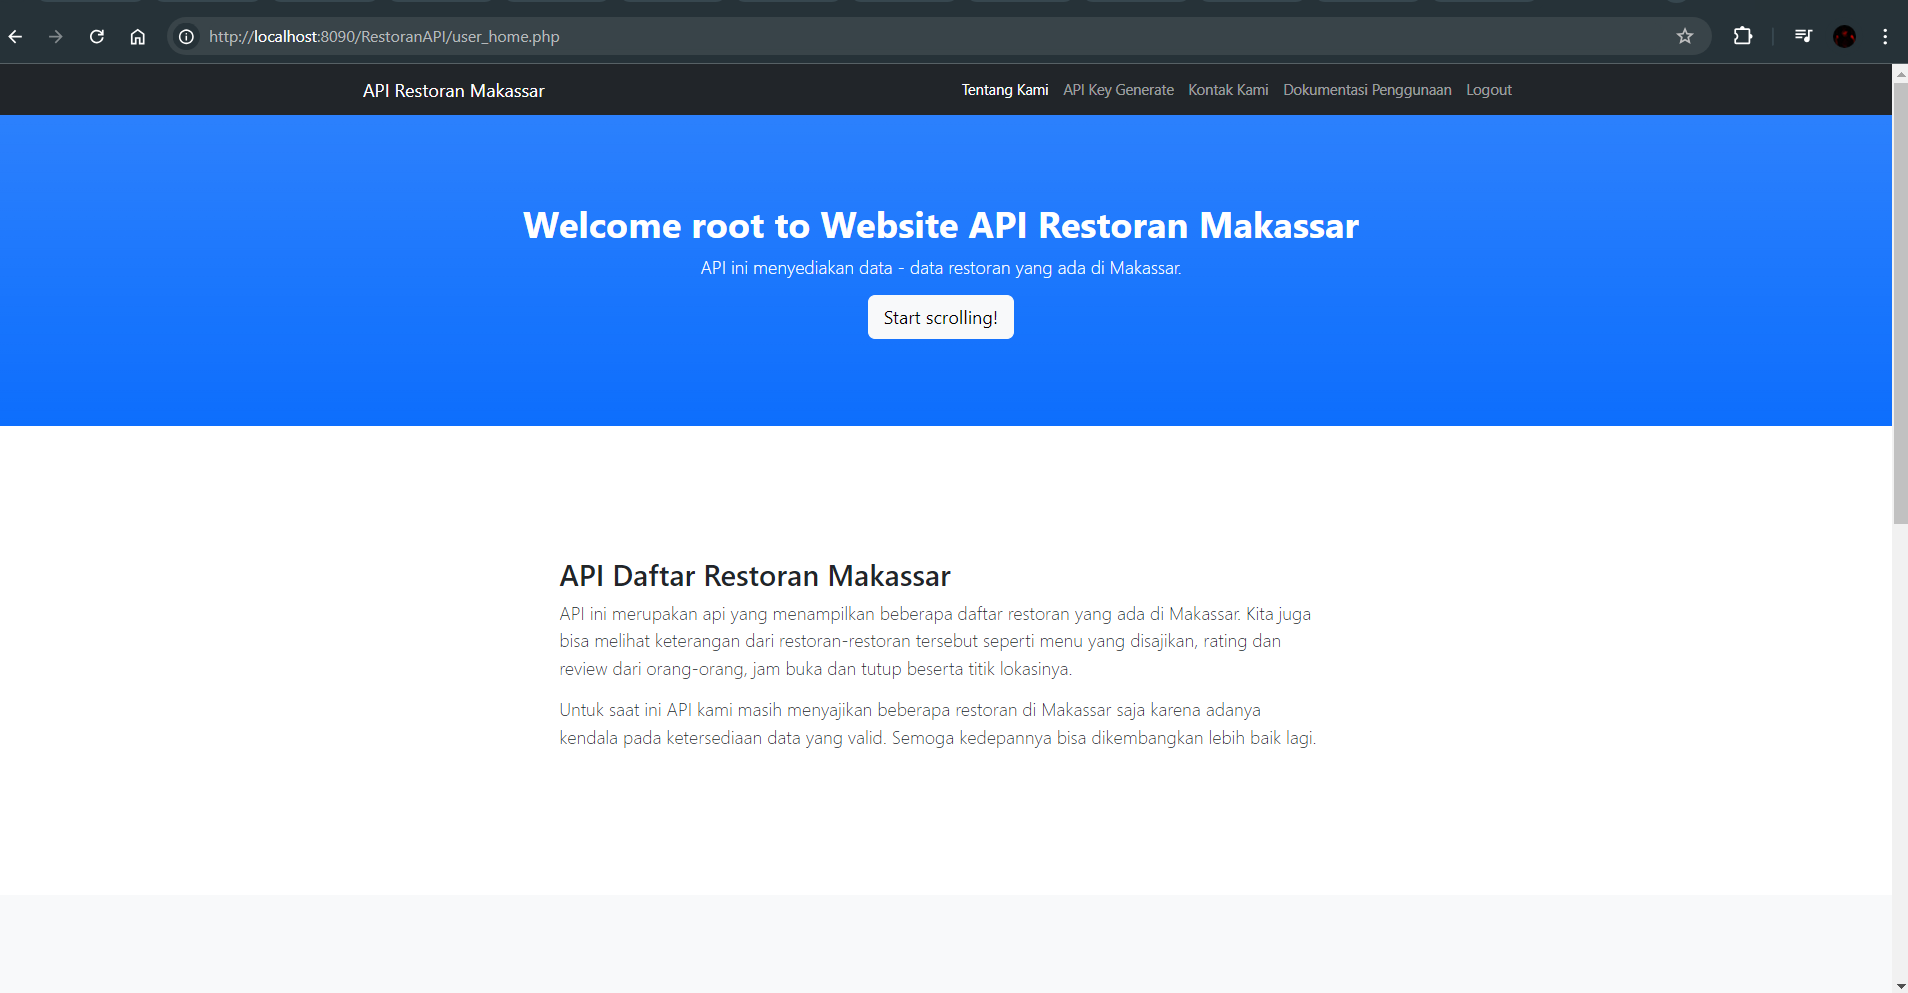 http://localhost:8090/RestoranAPI/user_home.php
API Restoran Makassar
Tentang Kami
API Key Generate
Kontak Kami
Dokumentasi Penggunaan
Logout
Welcome root to Website API Restoran Makassar
API ini menyediakan data - data restoran yang ada di Makassar.
Start scrolling!
API Daftar Restoran Makassar
API ini merupakan api yang menampilkan beberapa daftar restoran yang ada di Makassar. Kita juga
bisa melihat keterangan dari restoran-restoran tersebut seperti menu yang disajikan, rating dan
review dari orang-orang, jam buka dan tutup beserta titik lokasinya.
Untuk saat ini API kami masih menyajikan beberapa restoran di Makassar saja karena adanya
kendala pada ketersediaan data yang valid. Semoga kedepannya bisa dikembangkan lebih baik lagi.